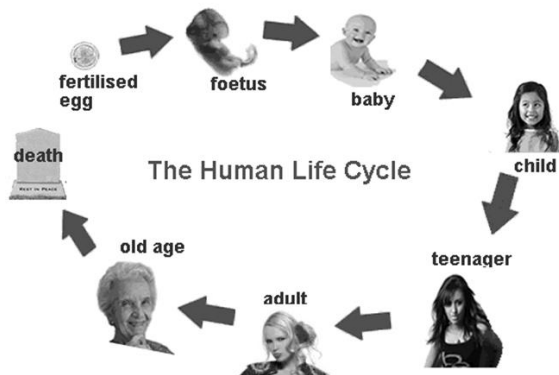 fertilised
egg
foetus
baby
child
The Human Life Cycle
death
REST IN PEACE
old age
adult
teenager